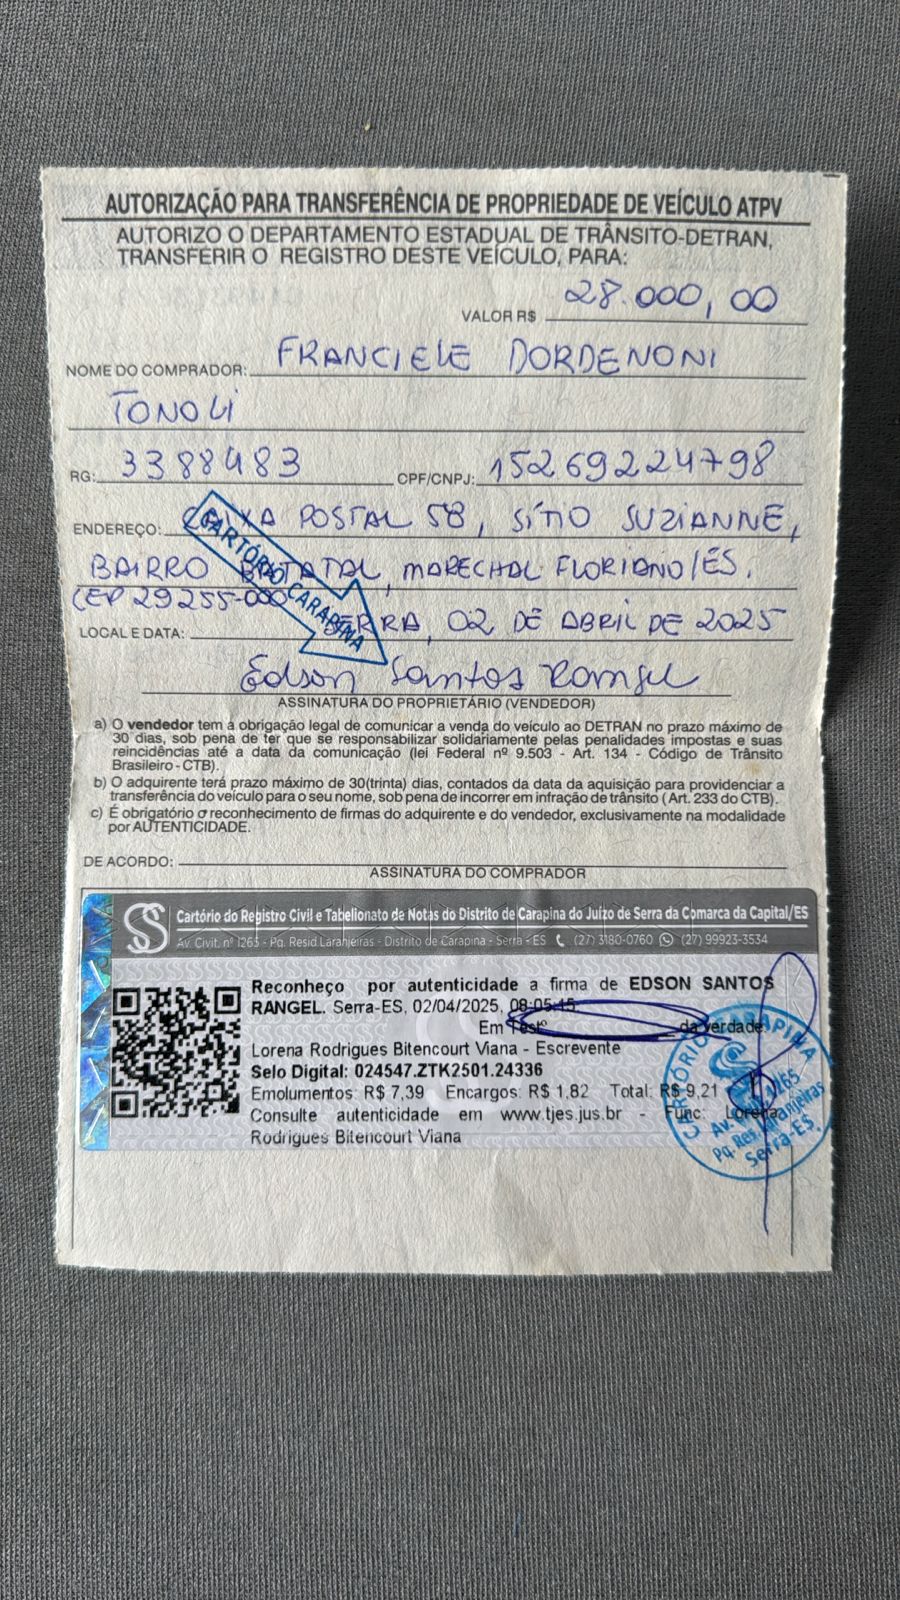 AUTORIZAÇÃO PARA TRANSFERÊNCIA DE PROPRIEDADE DE VEÍCULO ATPV
AUTORIZO O DEPARTAMENTO ESTADUAL DE TRÂNSITO-DETRAN,
TRANSFERIR O REGISTRO DESTE VEÍCULO, PARA:
VALOR R$ 28.000,00
NOME DO COMPRADOR: FRANCIELE DORDENONI
TONOLI
RG: 3388483 CPF/CNPJ: 15269224798
ENDEREÇO: CAIXA POSTAL 58, SÍTIO SUZIANNE,
BAIRRO BATATAL, MARECHAL FLORIANO/ES.
CEP 29255-000
LOCAL E DATA: SERRA, 02 DE ABRIL DE 2025
CARTÓRIO CARAPINA
Edson Santos Rangel
ASSINATURA DO PROPRIETÁRIO (VENDEDOR)
a) O vendedor tem a obrigação legal de comunicar a venda do veículo ao DETRAN no prazo máximo de
30 dias, sob pena de ter que se responsabilizar solidariamente pelas penalidades impostas e suas
reincidências até a data da comunicação (lei Federal nº 9.503 - Art. 134 - Código de Trânsito
Brasileiro - CTB).
b) O adquirente terá prazo máximo de 30(trinta) dias, contados da data da aquisição para providenciar a
transferência do veículo para o seu nome, sob pena de incorrer em infração de trânsito ( Art. 233 do CTB).
c) É obrigatório o reconhecimento de firmas do adquirente e do vendedor, exclusivamente na modalidade
por AUTENTICIDADE.
DE ACORDO:
ASSINATURA DO COMPRADOR
Cartório do Registro Civil e Tabelionato de Notas do Distrito de Carapina do Juízo de Serra da Comarca da Capital/ES
Av. Civit, nº 1265 - Pq. Resid. Laranjeiras - Distrito de Carapina - Serra - ES (27) 3180-0760 (27) 99923-3534
Reconheço por autenticidade a firma de EDSON SANTOS
RANGEL. Serra-ES, 02/04/2025, 08:05:15.
Em Testº da verdade
Lorena Rodrigues Bitencourt Viana - Escrevente
Selo Digital: 024547.ZTK2501.24336
Emolumentos: R$ 7,39 Encargos: R$ 1,82 Total: R$ 9,21
Consulte autenticidade em www.tjes.jus.br - Func: Lorena
Rodrigues Bitencourt Viana
CARTÓRIO CARAPINA
Pq. Res. Laranjeiras
Serra-ES.